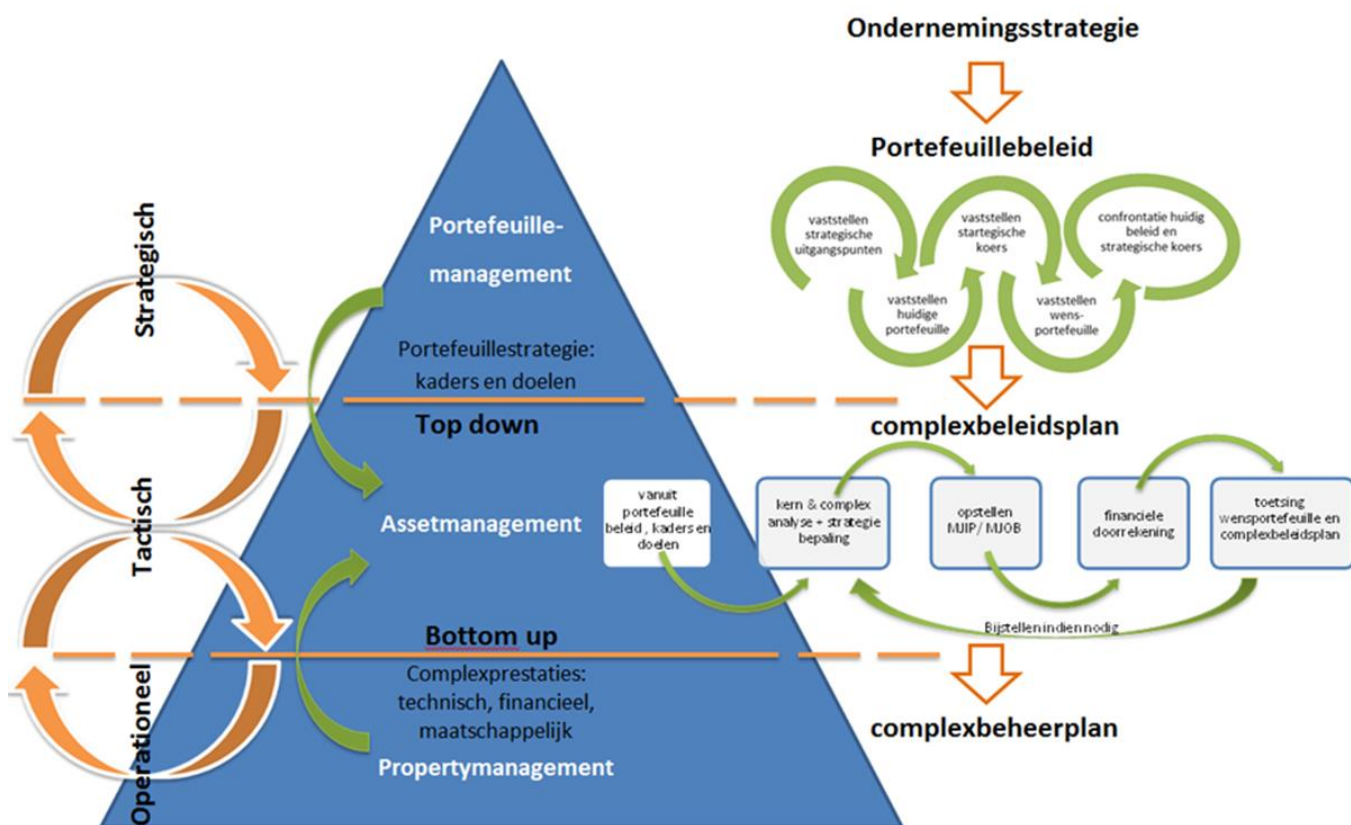 Ondernemingsstrategie
Portefeuillebeleid
vaststellen
strategische
uitgangspunten
vaststellen
startegische
koers
confrontatie huidig
beleid en
strategische koers
vaststellen
huidige
portefeuille
vaststellen
wens-
portefeuille
Strategisch
Tactisch
Operationeel
Portefeuille-
management
Portefeuillestrategie:
kaders en doelen
Top down
Assetmanagement
Bottom up
Complexprestaties:
technisch, financieel,
maatschappelijk
Propertymanagement
complexbeleidsplan
vanuit
portefeuille
beleid, kaders en
doelen
kern & complex
analyse + strategie
bepaling
opstellen
MJIP/ MJOB
financiele
doorrekening
toetsing
wensportefeuille en
complexbeleidsplan
Bijstellen indien nodig
complexbeheerplan